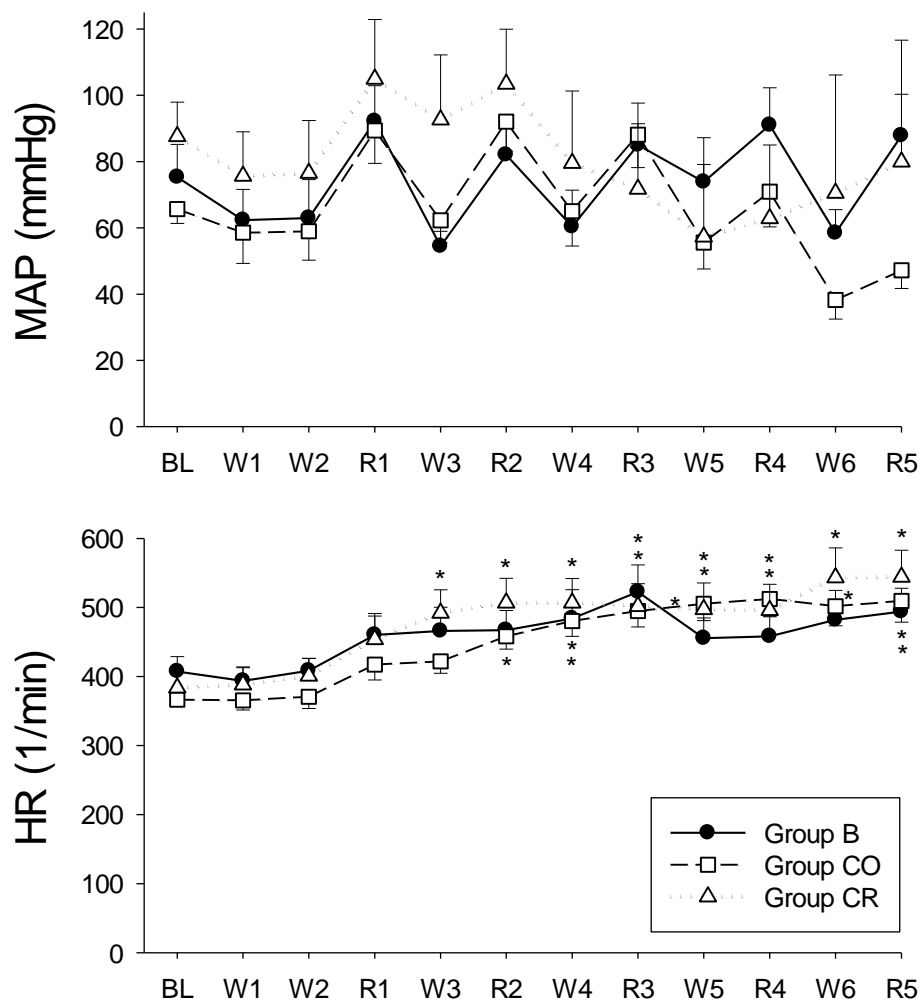 120
100
80
60
40
20
0
MAP (mmHg)
BL W1 W2 R1 W3 R2 W4 R3 W5 R4 W6 R5
600
500
400
300
200
100
0
HR (1/min)
* * * * * * * * * * *
* * * * * * * *
Group B
Group CO
Group CR
BL W1 W2 R1 W3 R2 W4 R3 W5 R4 W6 R5